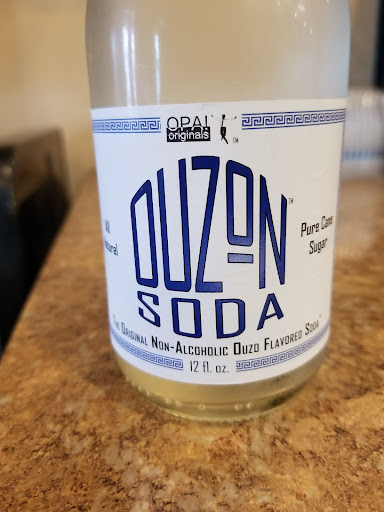 OPA!
originals
TM
OUZON
TM
SODA
All
Natural
Pure Cane
Sugar
The Original Non-Alcoholic Ouzo Flavored Soda
12 fl. oz.